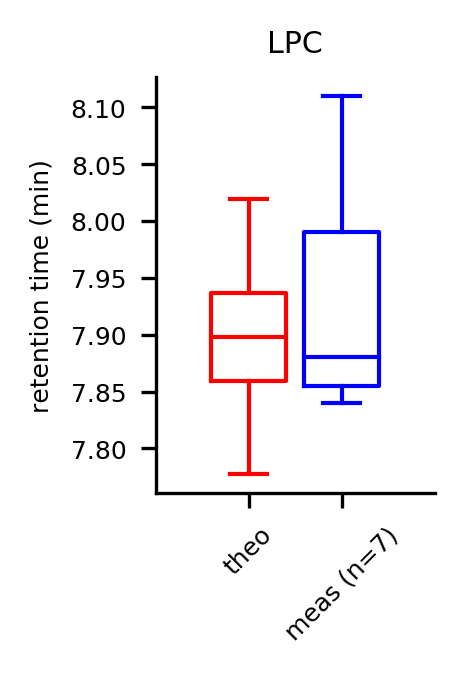 LPC
retention time (min)
8.10
8.05
8.00
7.95
7.90
7.85
7.80
theo
meas (n=7)